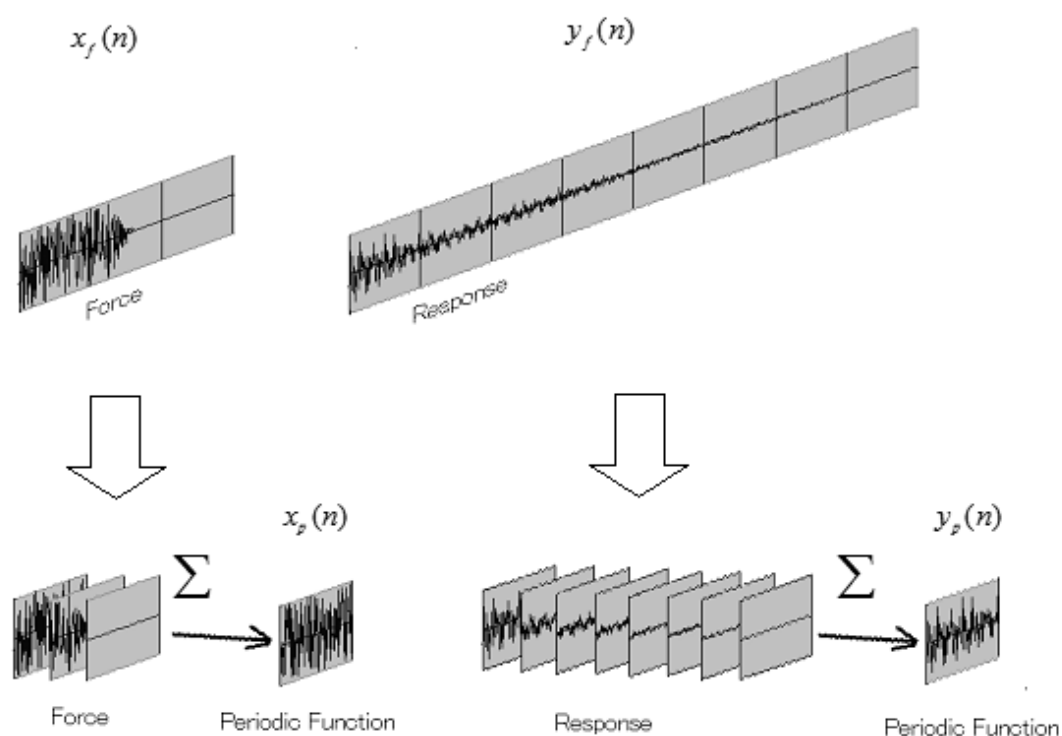 x_f(n)
y_f(n)
Force
Response
x_p(n)
y_p(n)
∑
∑
Force
Periodic Function
Response
Periodic Function